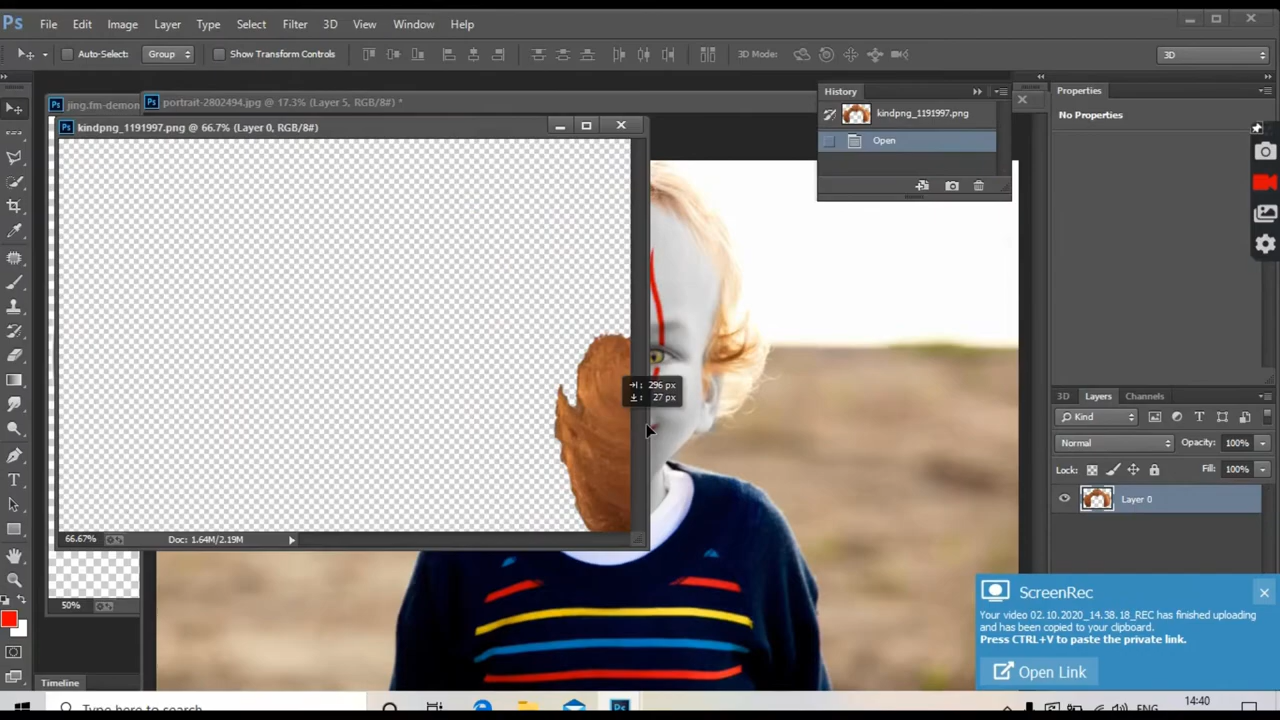 Ps File Edit Image Layer Type Select Filter 3D View Window Help
Auto-Select: Group Show Transform Controls 3D Mode: 3D
Ps jing.fm-demon Ps portrait-2802494.jpg @ 17.3% (Layer 5, RGB/8#) *
Ps kindpng_1191997.png @ 66.7% (Layer 0, RGB/8#)
History
kindpng_1191997.png
Open
Properties
No Properties
296 px
27 px
3D Layers Channels
Kind
Normal Opacity: 100%
Lock: Fill: 100%
Layer 0
66.67% Doc: 1.64M/2.19M
50%
Timeline
ScreenRec
Your video 02.10.2020_14.38.18_REC has finished uploading
and has been copied to your clipboard.
Press CTRL+V to paste the private link.
Open Link
Type here to search
Ps
ENG
14:40